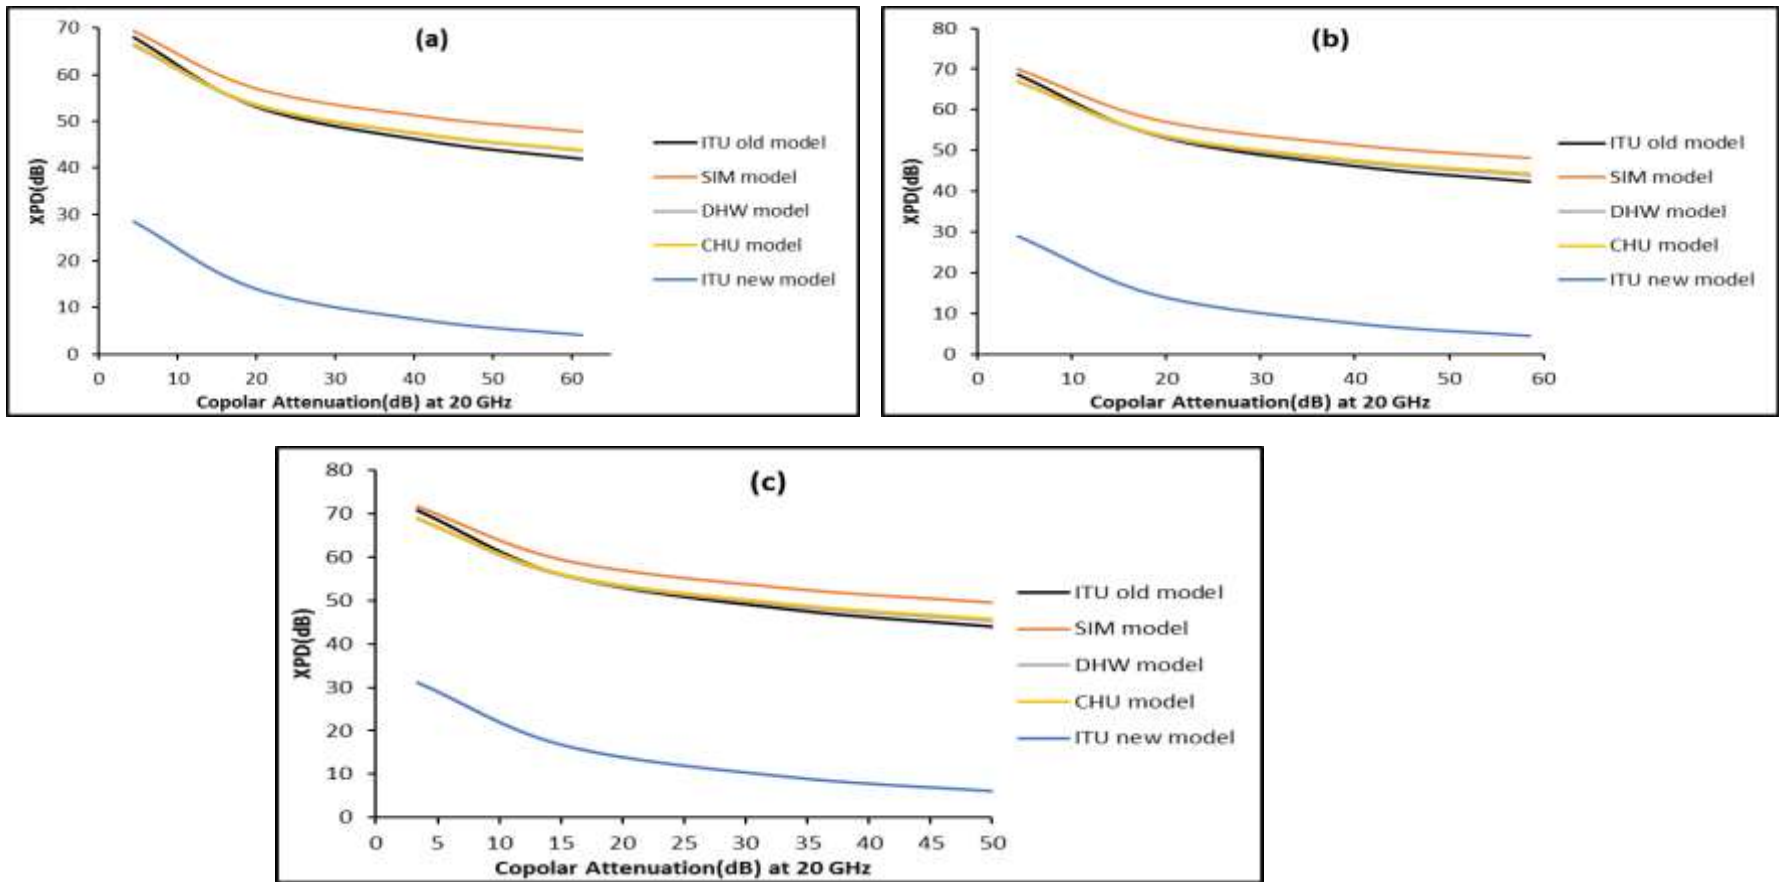 (a)
70
60
50
40
30
20
10
0
XPD(dB)
0 10 20 30 40 50 60
Copolar Attenuation(dB) at 20 GHz
ITU old model
SIM model
DHW model
CHU model
ITU new model
(b)
80
70
60
50
40
30
20
10
0
XPD(dB)
0 10 20 30 40 50 60
Copolar Attenuation(dB) at 20 GHz
ITU old model
SIM model
DHW model
CHU model
ITU new model
(c)
80
70
60
50
40
30
20
10
0
XPD(dB)
0 5 10 15 20 25 30 35 40 45 50
Copolar Attenuation(dB) at 20 GHz
ITU old model
SIM model
DHW model
CHU model
ITU new model